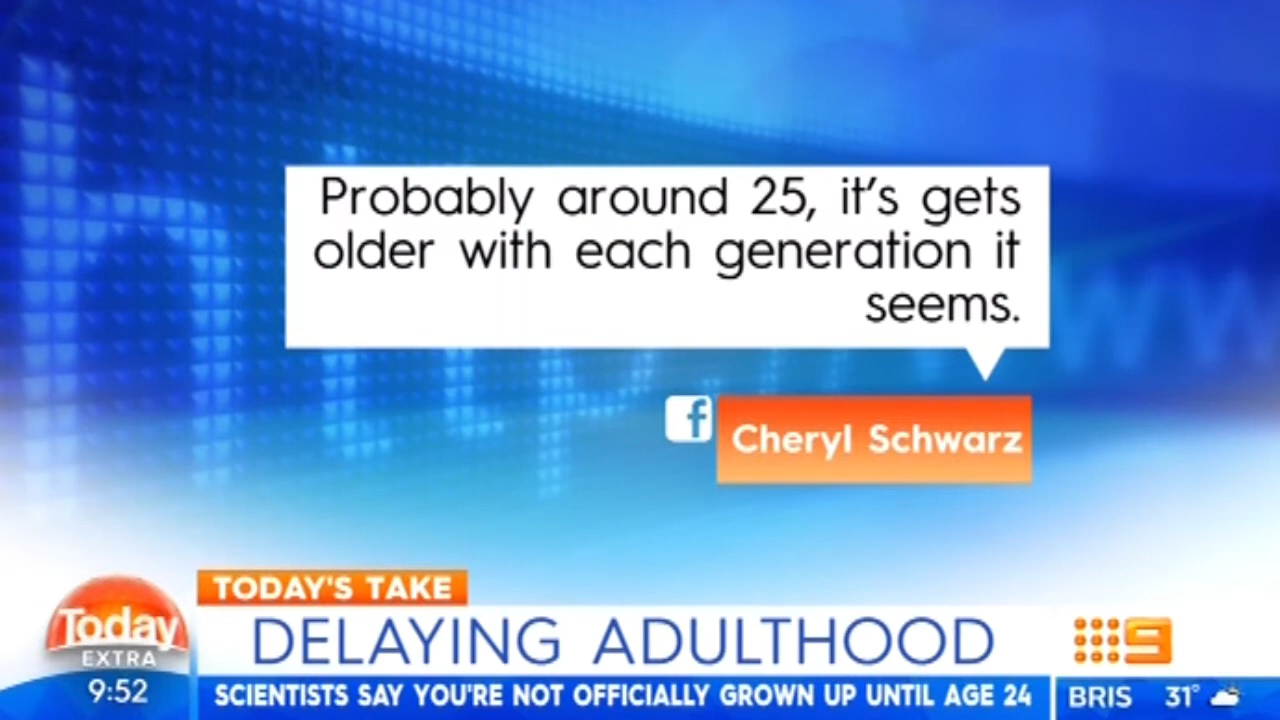 Probably around 25, it's gets
older with each generation it
seems.
f
Cheryl Schwarz
TODAY'S TAKE
DELAYING ADULTHOOD
Today
EXTRA
9
9:52
SCIENTISTS SAY YOU'RE NOT OFFICIALLY GROWN UP UNTIL AGE 24
BRIS 31°